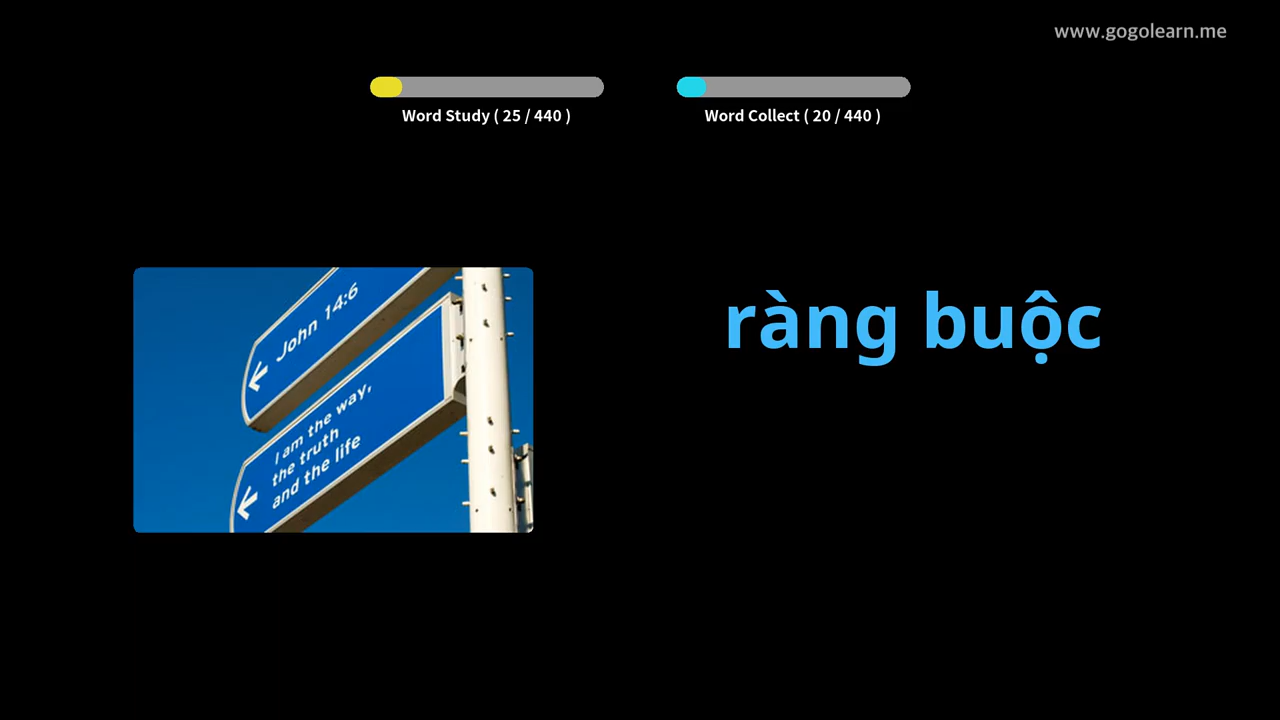 www.gogolearn.me
Word Study ( 25 / 440 )
Word Collect ( 20 / 440 )
John 14:6
I am the way,
the truth
and the life
ràng buộc